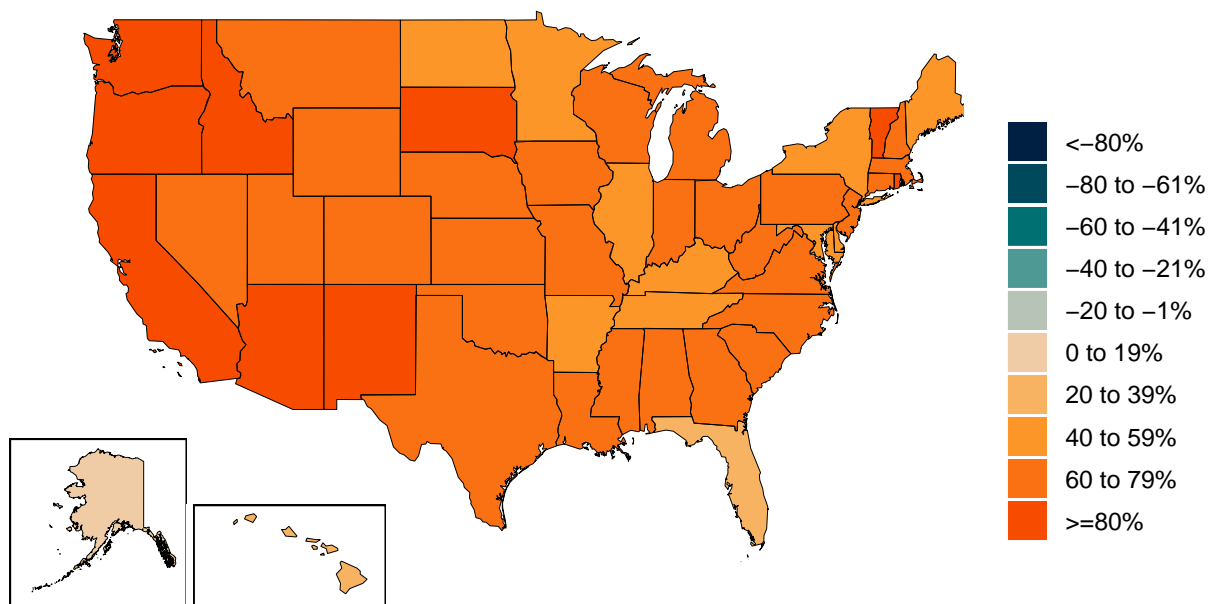 <−80%
−80 to −61%
−60 to −41%
−40 to −21%
−20 to −1%
0 to 19%
20 to 39%
40 to 59%
60 to 79%
>=80%